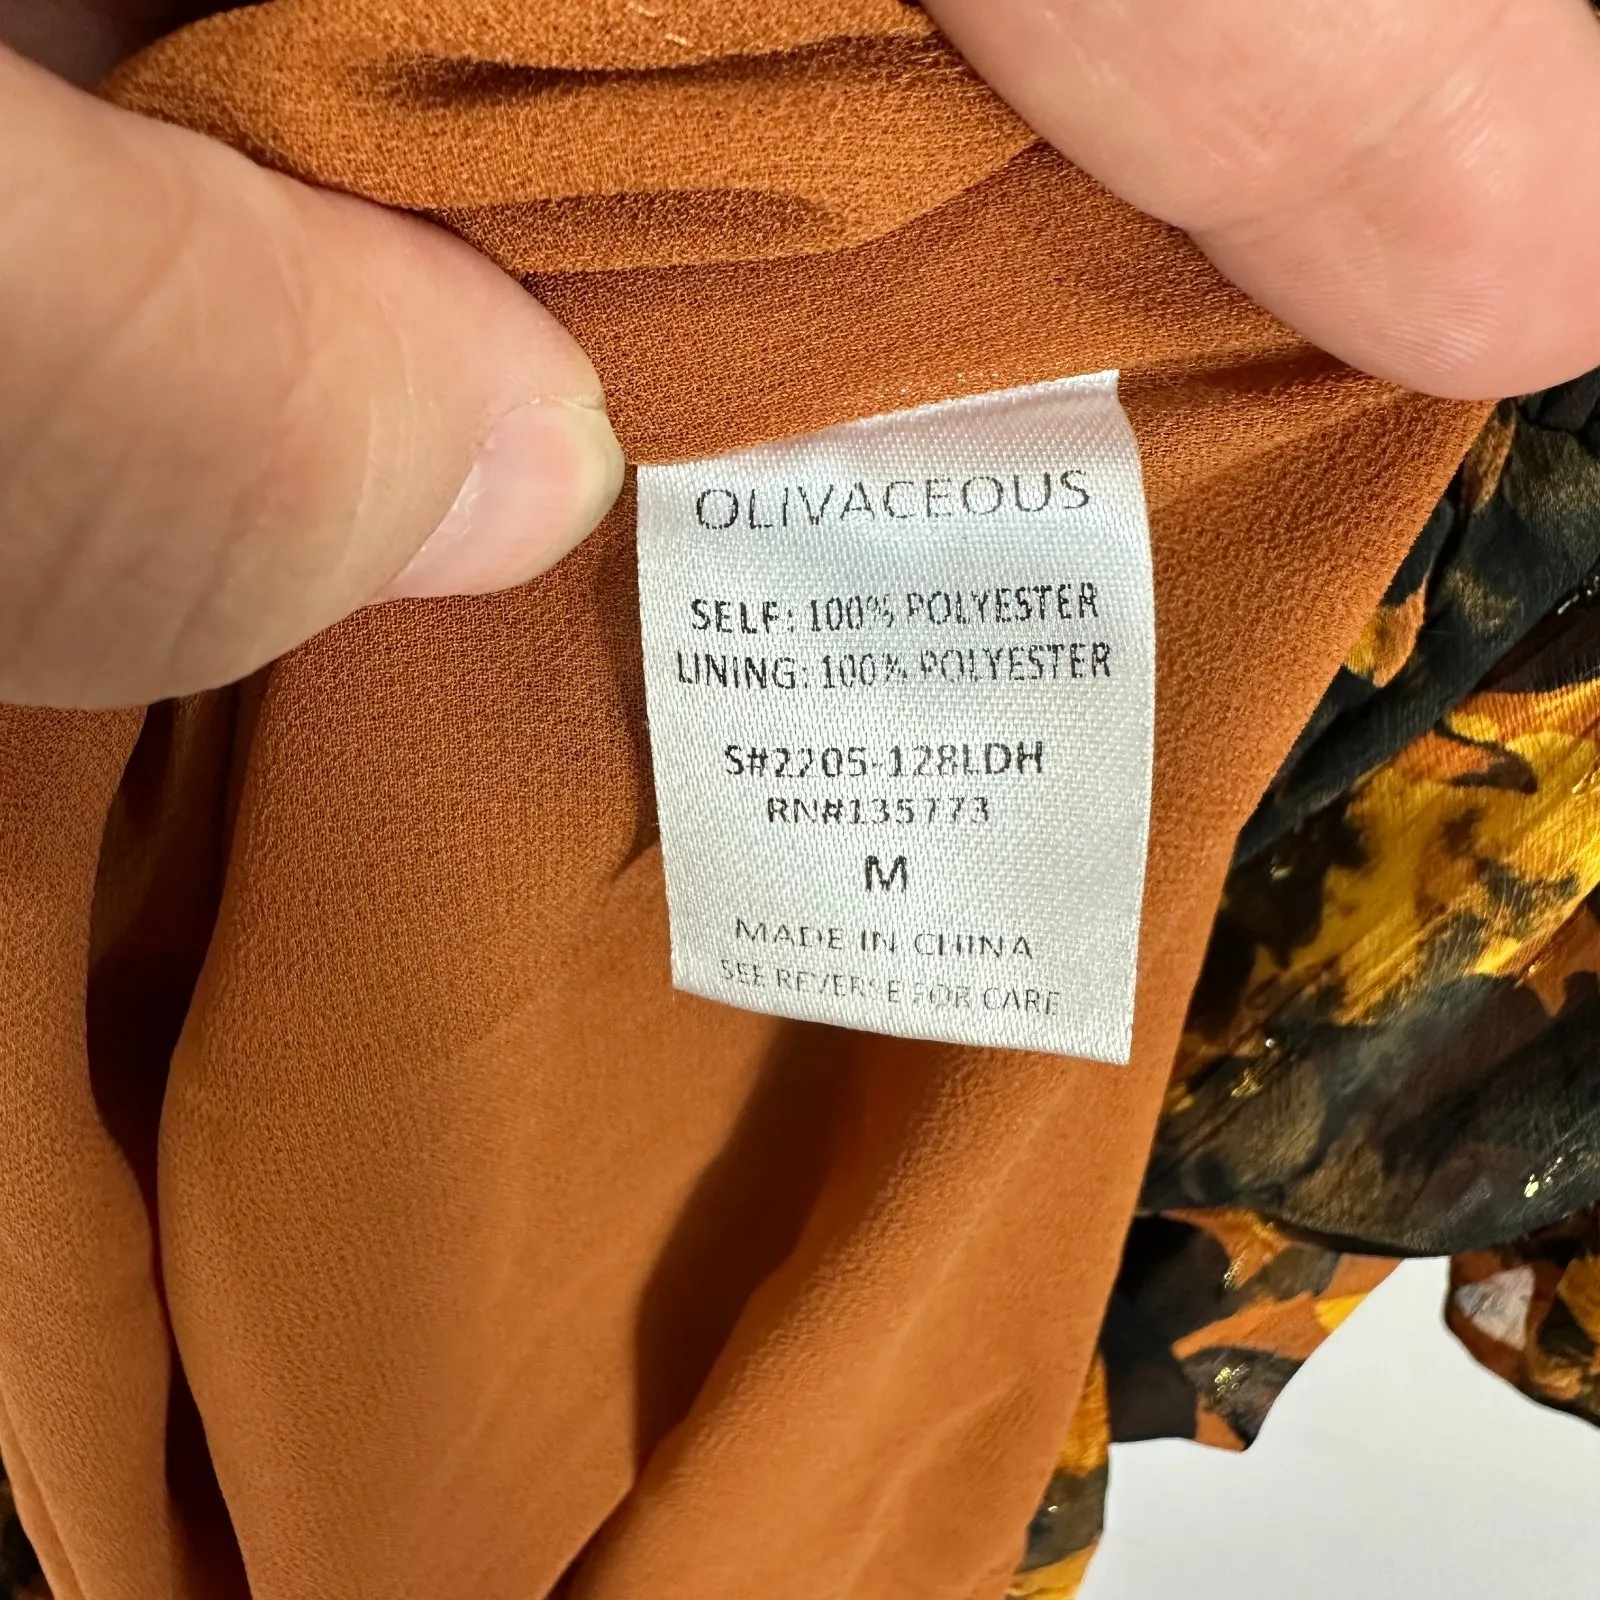 OLIVACEOUS
SELF: 100% POLYESTER
LINING: 100% POLYESTER
S#2205-128LDH
RN#135773
M
MADE IN CHINA
SEE REVERSE FOR CARE